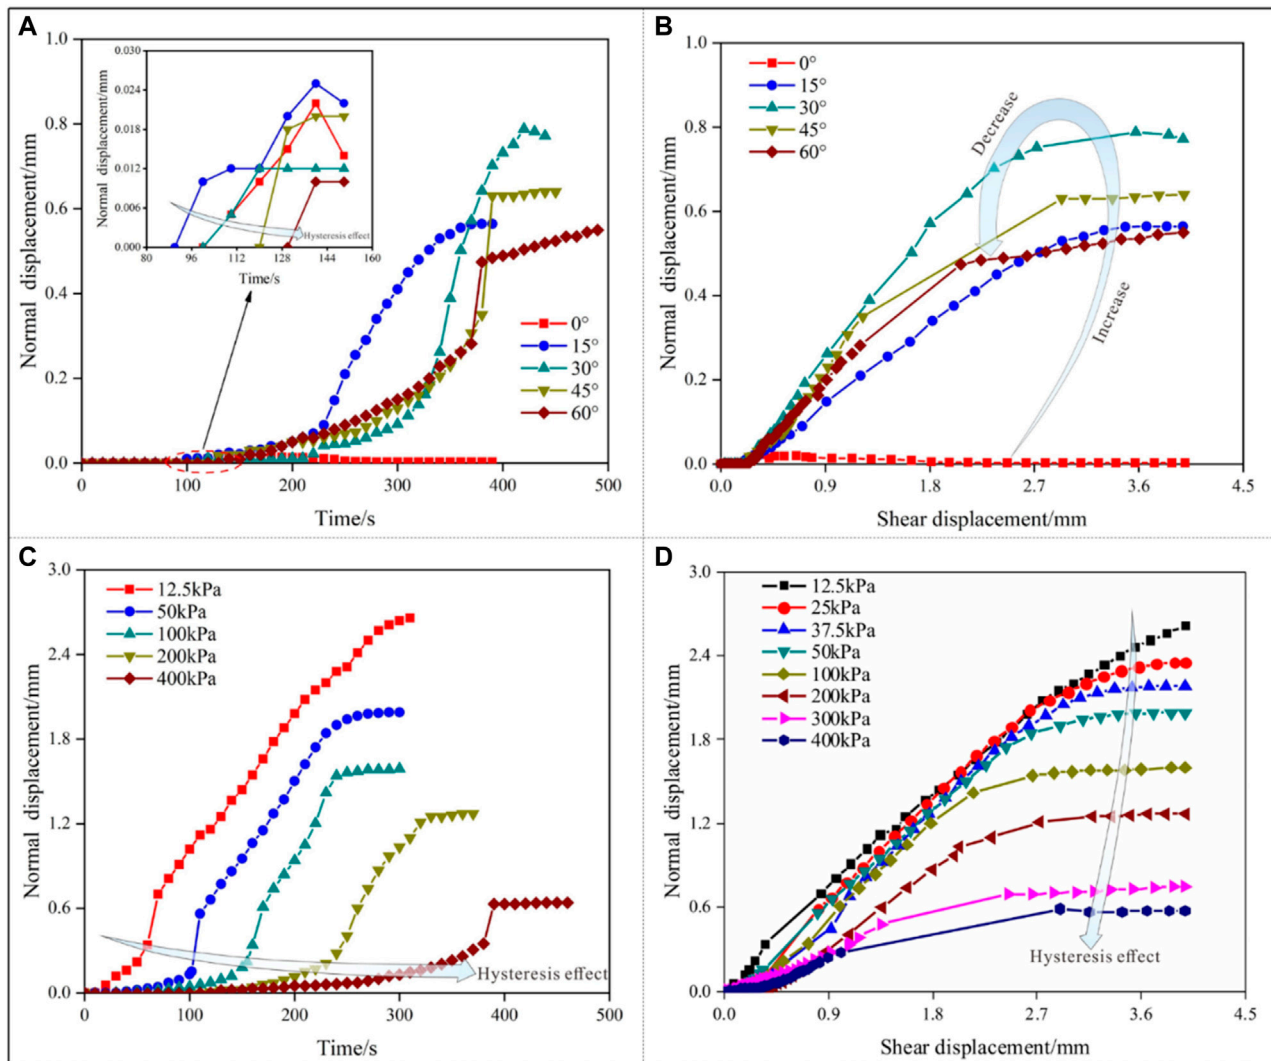 A
1.0
0.8
0.6
0.4
0.2
0.0
Normal displacement/mm
0
100
200
300
400
500
Time/s
0.030
0.024
0.018
0.012
0.006
0.000
Normal displacement/mm
80
96
112
128
144
160
Time/s
Hysteresis effect
0°
15°
30°
45°
60°
B
1.0
0.8
0.6
0.4
0.2
0.0
Normal displacement/mm
0.0
0.9
1.8
2.7
3.6
4.5
Shear displacement/mm
0°
15°
30°
45°
60°
Decrease
Increase
C
3.0
2.4
1.8
1.2
0.6
0.0
Normal displacement/mm
0
100
200
300
400
500
Time/s
12.5kPa
50kPa
100kPa
200kPa
400kPa
Hysteresis effect
D
3.0
2.4
1.8
1.2
0.6
0.0
Normal displacement/mm
0.0
0.9
1.8
2.7
3.6
4.5
Shear displacement/mm
12.5kPa
25kPa
37.5kPa
50kPa
100kPa
200kPa
300kPa
400kPa
Hysteresis effect